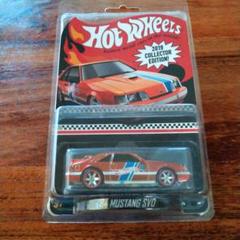 Hot Wheels
2019
COLLECTOR
EDITION!
'84 MUSTANG SVO